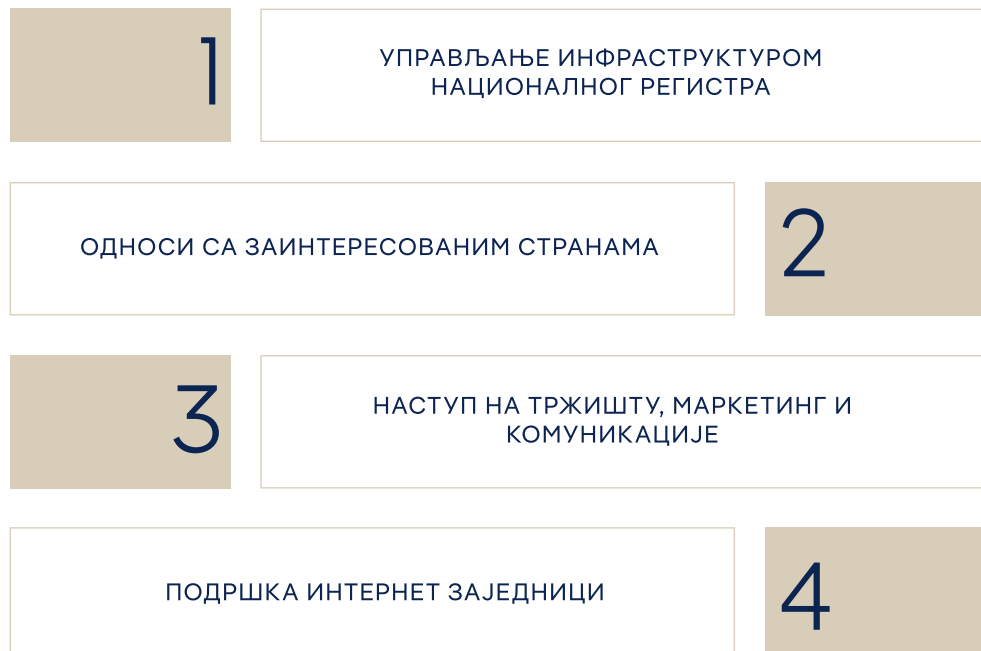 1
УПРАВЉАЊЕ ИНФРАСТРУКТУРОМ
НАЦИОНАЛНОГ РЕГИСТРА
ОДНОСИ СА ЗАИНТЕРЕСОВАНИМ СТРАНАМА
2
3
НАСТУП НА ТРЖИШТУ, МАРКЕТИНГ И
КОМУНИКАЦИЈЕ
ПОДРШКА ИНТЕРНЕТ ЗАЈЕДНИЦИ
4